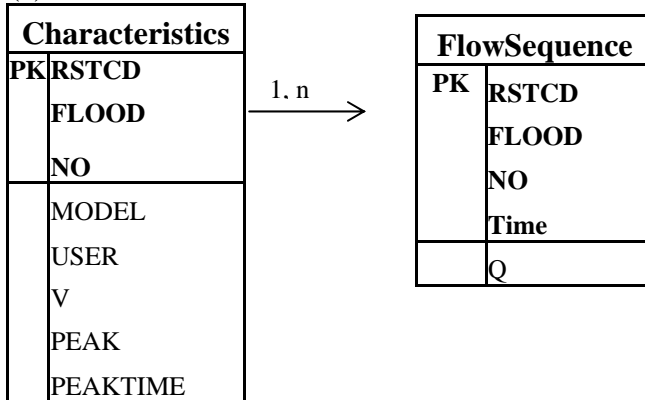 Characteristics
PK RSTCD
FLOOD
NO
MODEL
USER
V
PEAK
PEAKTIME
1, n
FlowSequence
PK RSTCD
FLOOD
NO
Time
Q